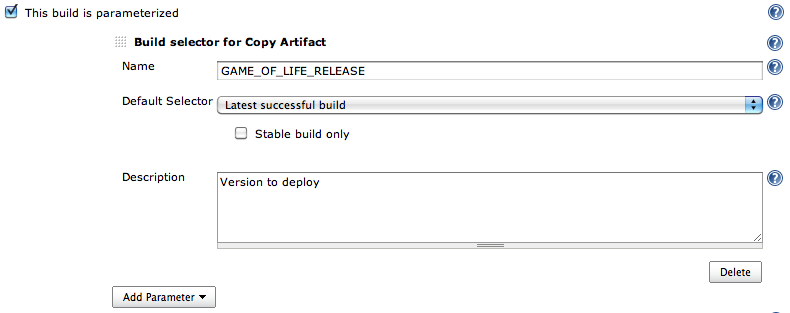 This build is parameterized
Build selector for Copy Artifact
Name GAME_OF_LIFE_RELEASE
Default Selector Latest successful build
Stable build only
Description Version to deploy
Delete
Add Parameter